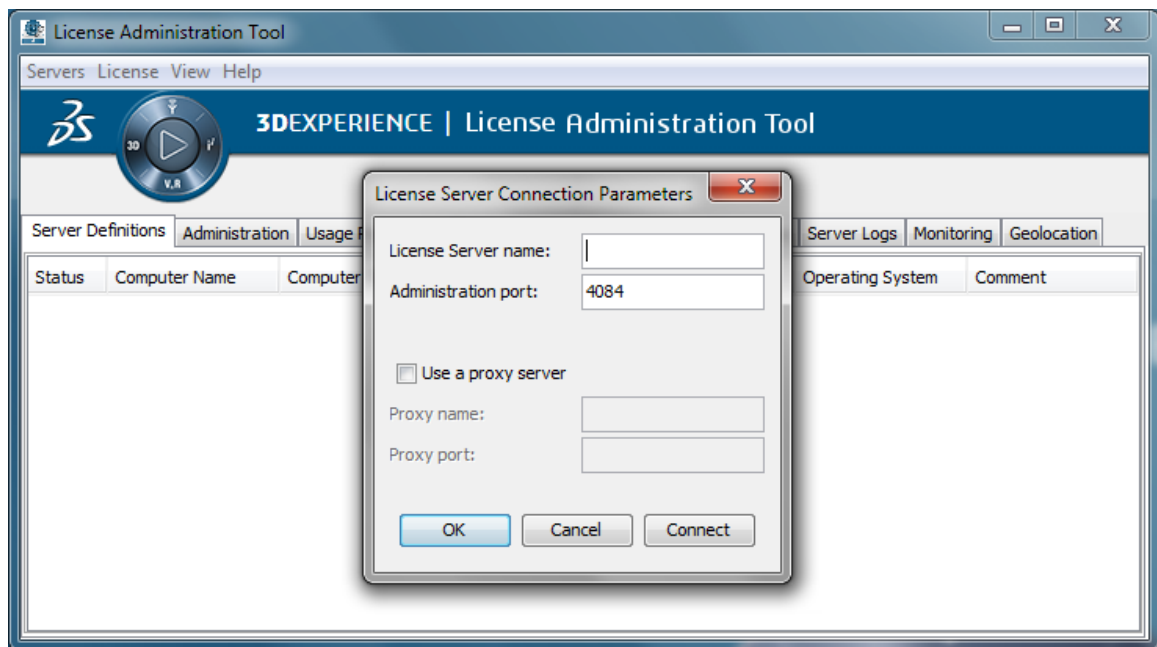 License Administration Tool
Servers License View Help
3DS
3DEXPERIENCE | License Administration Tool
3D i²
V,R
License Server Connection Parameters
Server Definitions Administration Usage Server Logs Monitoring Geolocation
License Server name:
Status Computer Name Computer Operating System Comment
Administration port: 4084
Use a proxy server
Proxy name:
Proxy port:
OK Cancel Connect